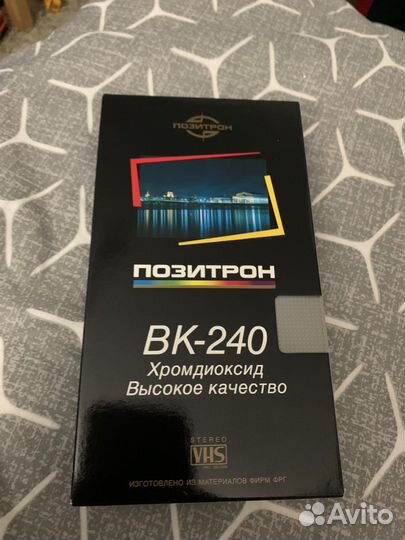 ПОЗИТРОН
ПОЗИТРОН
ВК-240
Хромдиоксид
Высокое качество
STEREO
VHS
ИЗГОТОВЛЕНО ИЗ МАТЕРИАЛОВ ФИРМ ФРГ
Avito